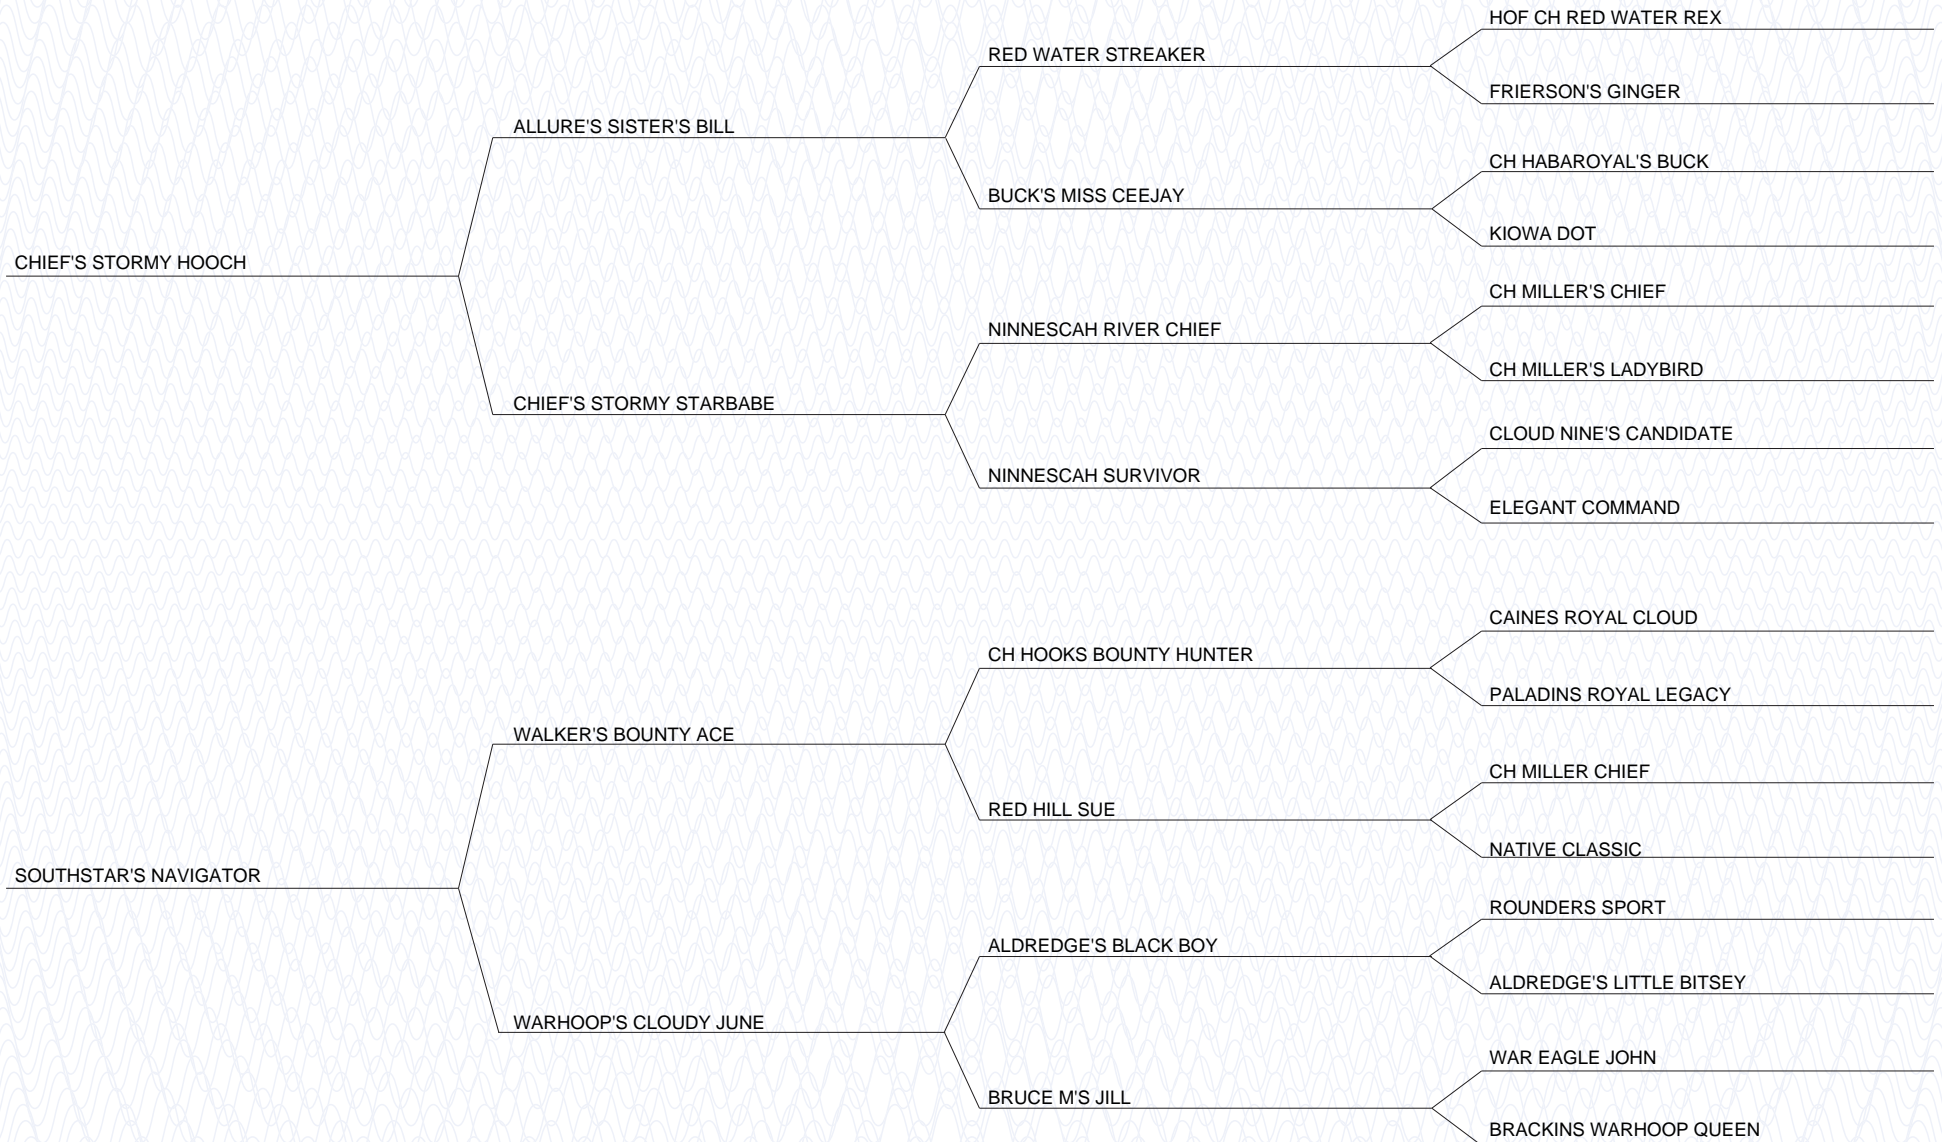 HOF CH RED WATER REX
RED WATER STREAKER
FRIERSON'S GINGER
ALLURE'S SISTER'S BILL
CH HABAROYAL'S BUCK
BUCK'S MISS CEEJAY
KIOWA DOT
CHIEF'S STORMY HOOCH
CH MILLER'S CHIEF
NINNESCAH RIVER CHIEF
CH MILLER'S LADYBIRD
CHIEF'S STORMY STARBABE
CLOUD NINE'S CANDIDATE
NINNESCAH SURVIVOR
ELEGANT COMMAND
CAINES ROYAL CLOUD
CH HOOKS BOUNTY HUNTER
PALADINS ROYAL LEGACY
WALKER'S BOUNTY ACE
CH MILLER CHIEF
RED HILL SUE
NATIVE CLASSIC
SOUTHSTAR'S NAVIGATOR
ROUNDERS SPORT
ALDREDGE'S BLACK BOY
ALDREDGE'S LITTLE BITSEY
WARHOOP'S CLOUDY JUNE
WAR EAGLE JOHN
BRUCE M'S JILL
BRACKINS WARHOOP QUEEN